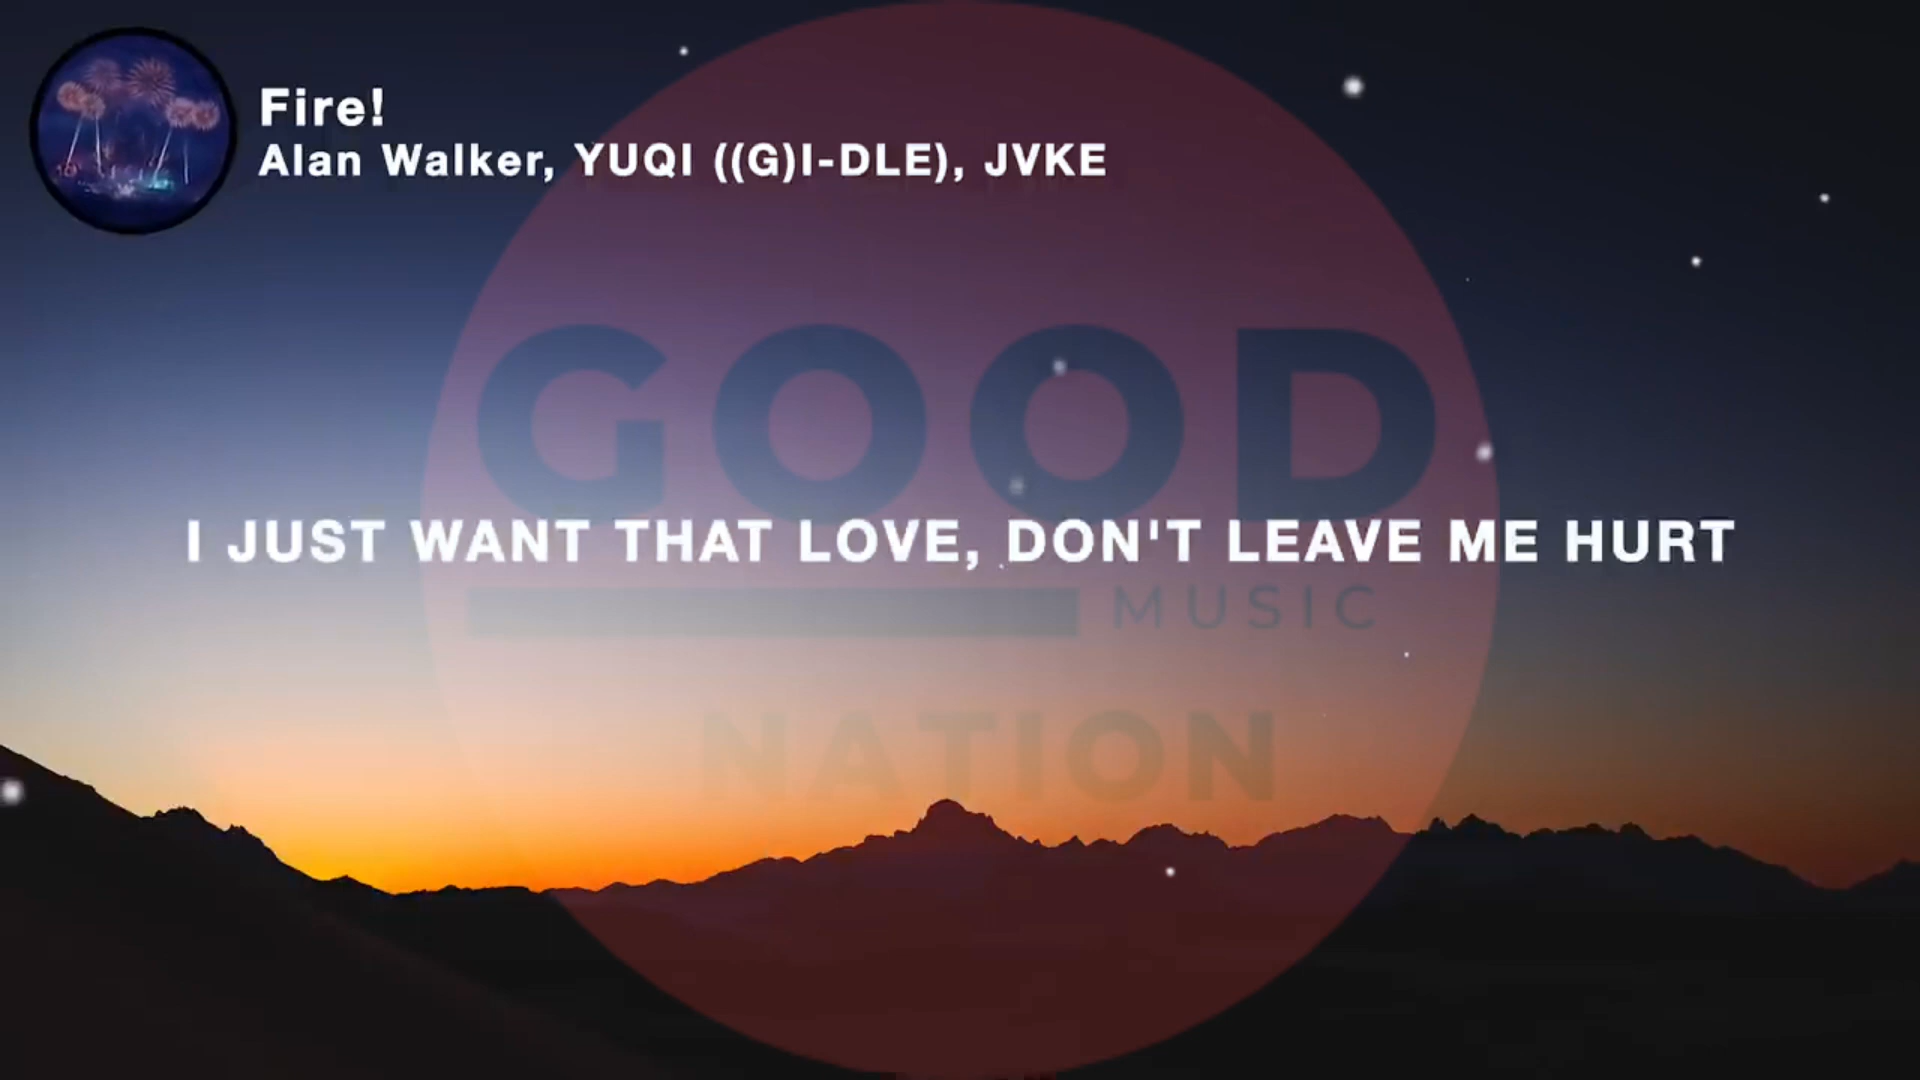 Fire!
Alan Walker, YUQI ((G)I-DLE), JVKE
GOOD
I JUST WANT THAT LOVE, DON'T LEAVE ME HURT
MUSIC
NATION